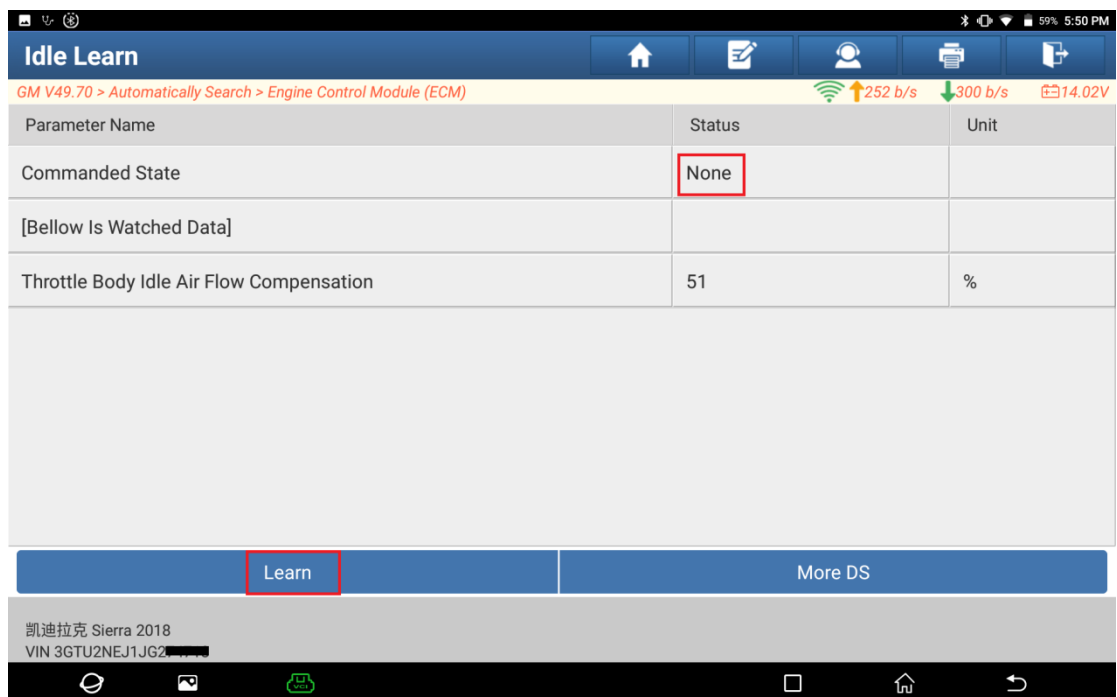 59% 5:50 PM
Idle Learn
GM V49.70 > Automatically Search > Engine Control Module (ECM) 252 b/s 300 b/s 14.02V
Parameter Name Status Unit
Commanded State None
[Bellow Is Watched Data]
Throttle Body Idle Air Flow Compensation 51 %
Learn More DS
凯迪拉克 Sierra 2018
VIN 3GTU2NEJ1JG2
VCI